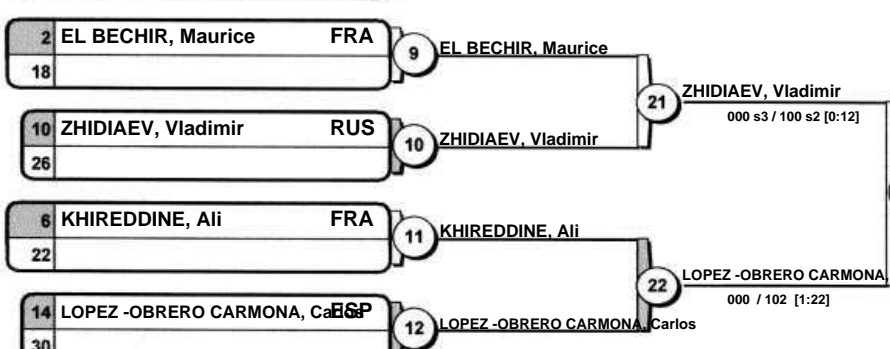 2 EL BECHIR, Maurice FRA
18
9
EL BECHIR, Maurice
10 ZHIDIAEV, Vladimir RUS
26
10
ZHIDIAEV, Vladimir
21
ZHIDIAEV, Vladimir
000 s3 / 100 s2 [0:12]
6 KHIREDDINE, Ali FRA
22
11
KHIREDDINE, Ali
14 LOPEZ -OBRERO CARMONA, Carlos ESP
30
12
LOPEZ -OBRERO CARMONA, Carlos
22
LOPEZ -OBRERO CARMONA,
000 / 102 [1:22]